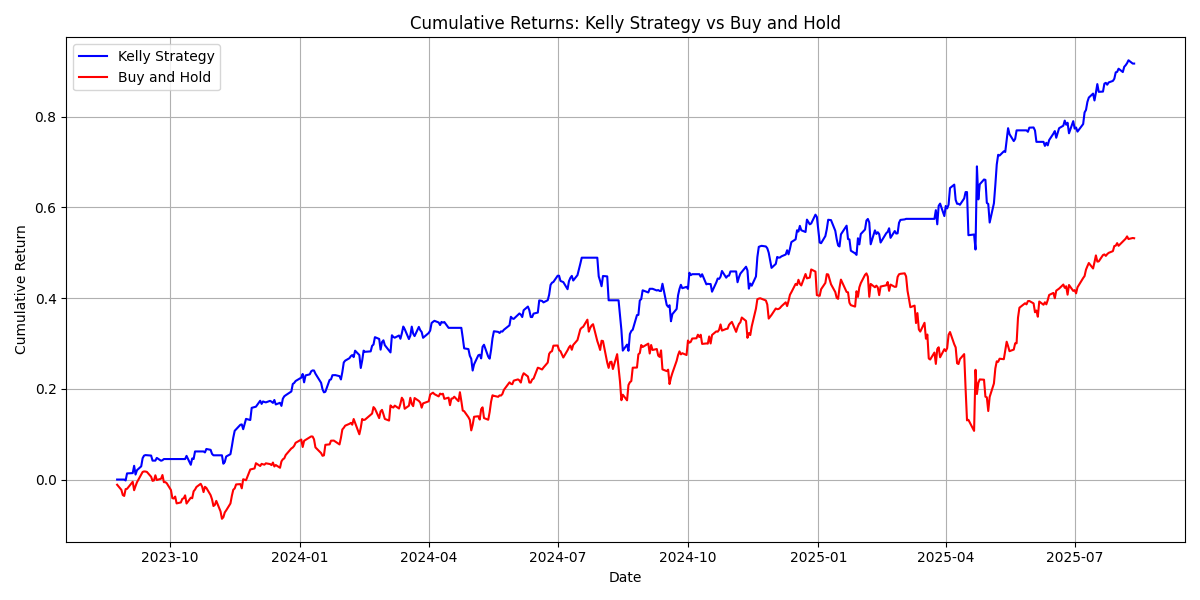 Cumulative Returns: Kelly Strategy vs Buy and Hold
Kelly Strategy
Buy and Hold
Cumulative Return
0.8
0.6
0.4
0.2
0.0
2023-10
2024-01
2024-04
2024-07
2024-10
2025-01
2025-04
2025-07
Date